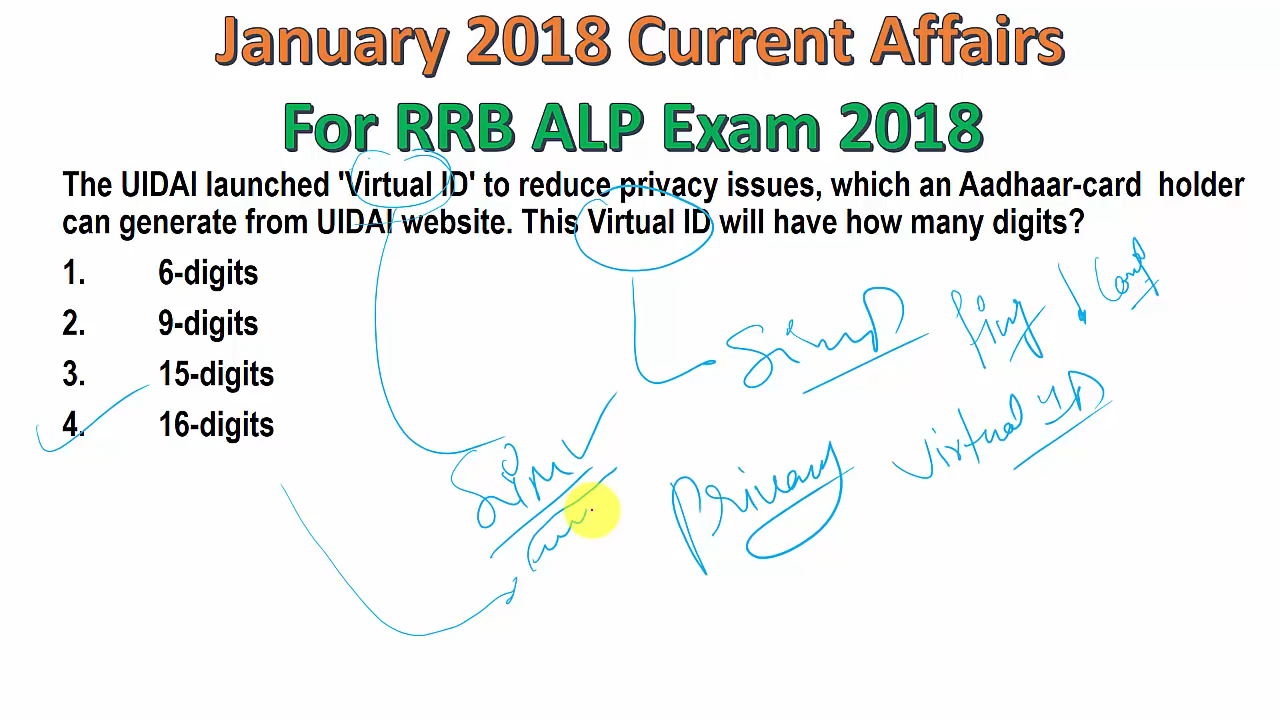 January 2018 Current Affairs
For RRB ALP Exam 2018
The UIDAI launched 'Virtual ID' to reduce privacy issues, which an Aadhaar-card holder
can generate from UIDAI website. This Virtual ID will have how many digits?
1. 6-digits
2. 9-digits
3. 15-digits
4. 16-digits
Privacy
Virtual ID